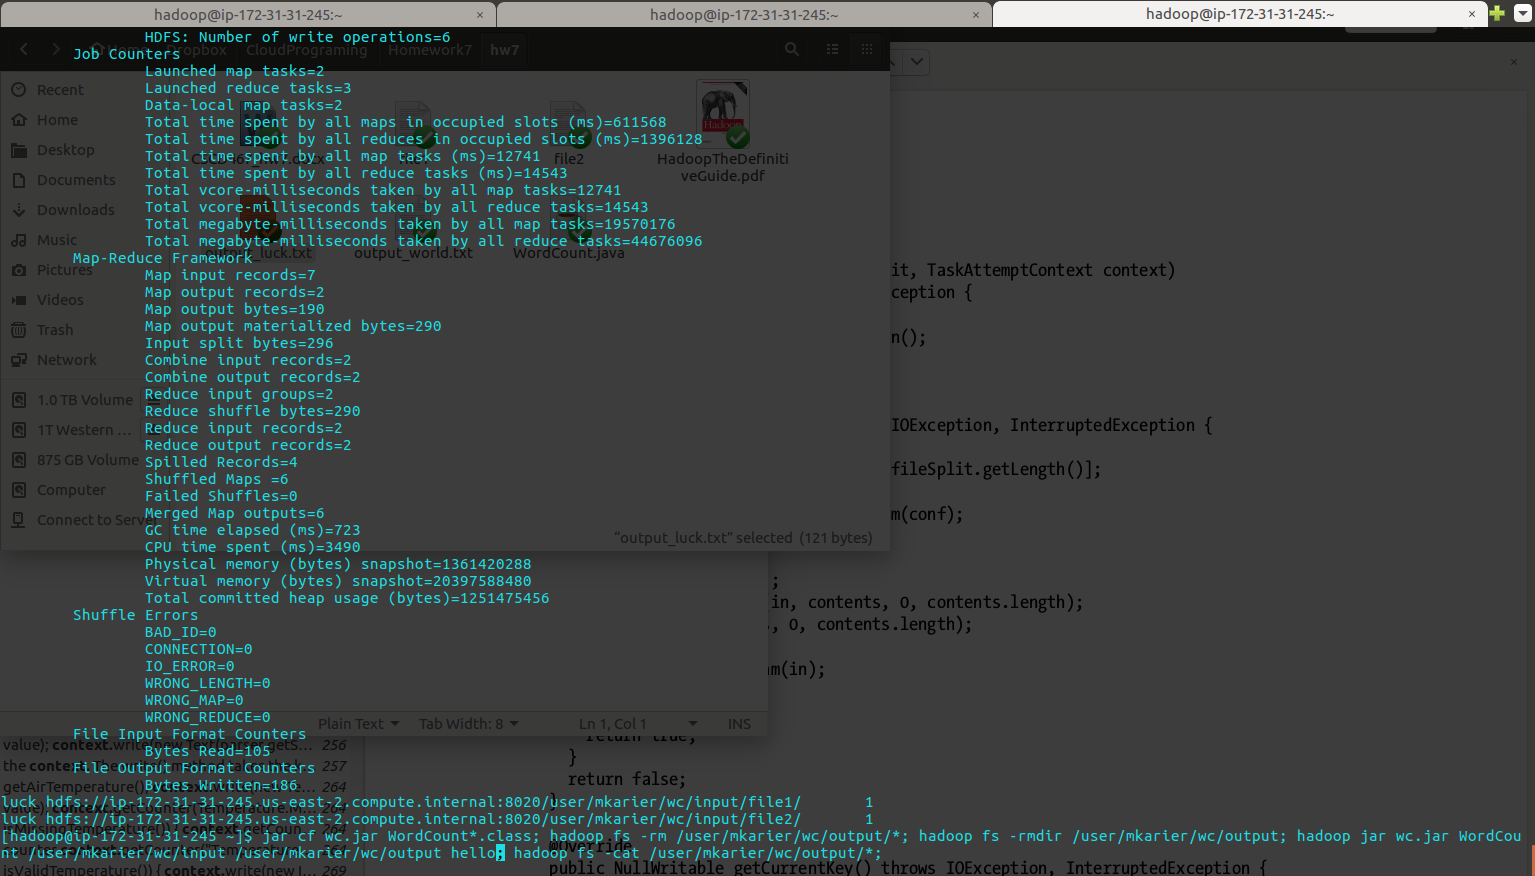 hadoop@ip-172-31-31-245:~ × hadoop@ip-172-31-31-245:~ × hadoop@ip-172-31-31-245:~ ×
HDFS: Number of write operations=6
Home Dropbox CloudPrograming Homework7 hw7
Job Counters
Launched map tasks=2
Launched reduce tasks=3
Data-local map tasks=2
Total time spent by all maps in occupied slots (ms)=611568
Total time spent by all reduces in occupied slots (ms)=1396128
Total time spent by all map tasks (ms)=12741
Total time spent by all reduce tasks (ms)=14543
Total vcore-milliseconds taken by all map tasks=12741
Total vcore-milliseconds taken by all reduce tasks=14543
Total megabyte-milliseconds taken by all map tasks=19570176
Total megabyte-milliseconds taken by all reduce tasks=44676096
Map-Reduce Framework
Map input records=7
Map output records=2
Map output bytes=190
Map output materialized bytes=290
Input split bytes=296
Combine input records=2
Combine output records=2
Reduce input groups=2
Reduce shuffle bytes=290
Reduce input records=2
Reduce output records=2
Spilled Records=4
Shuffled Maps =6
Failed Shuffles=0
Merged Map outputs=6
GC time elapsed (ms)=723
CPU time spent (ms)=3490
Physical memory (bytes) snapshot=1361420288
Virtual memory (bytes) snapshot=20397588480
Total committed heap usage (bytes)=1251475456
Shuffle Errors
BAD_ID=0
CONNECTION=0
IO_ERROR=0
WRONG_LENGTH=0
WRONG_MAP=0
WRONG_REDUCE=0
File Input Format Counters
Bytes Read=105
File Output Format Counters
Bytes Written=186
luck hdfs://ip-172-31-31-245.us-east-2.compute.internal:8020/user/mkarier/wc/input/file1/ 1
luck hdfs://ip-172-31-31-245.us-east-2.compute.internal:8020/user/mkarier/wc/input/file2/ 1
[hadoop@ip-172-31-31-245 ~]$ jar cf wc.jar WordCount*.class; hadoop fs -rm /user/mkarier/wc/output/*; hadoop fs -rmdir /user/mkarier/wc/output; hadoop jar wc.jar WordCou
nt /user/mkarier/wc/input /user/mkarier/wc/output hello; hadoop fs -cat /user/mkarier/wc/output/*;
Recent
Home
Desktop
Documents
Downloads
Music
Pictures
Videos
Trash
Network
1.0 TB Volume
1T Western ...
875 GB Volume
Computer
Connect to Server
file2
Hadoop
HadoopTheDefiniti
veGuide.pdf
output_luck.txt
output_world.txt
WordCount.java
"output_luck.txt" selected (121 bytes)
Plain Text Tab Width: 8 Ln 1, Col 1 INS
it, TaskAttemptContext context)
ception {
n();
IOException, InterruptedException {
fileSplit.getLength()];
m(conf);
;
in, contents, 0, contents.length);
, 0, contents.length);
am(in);
return true;
}
return false;
}
@Override
public NullWritable getCurrentKey() throws IOException, InterruptedException {
256
257
264
264
264
269